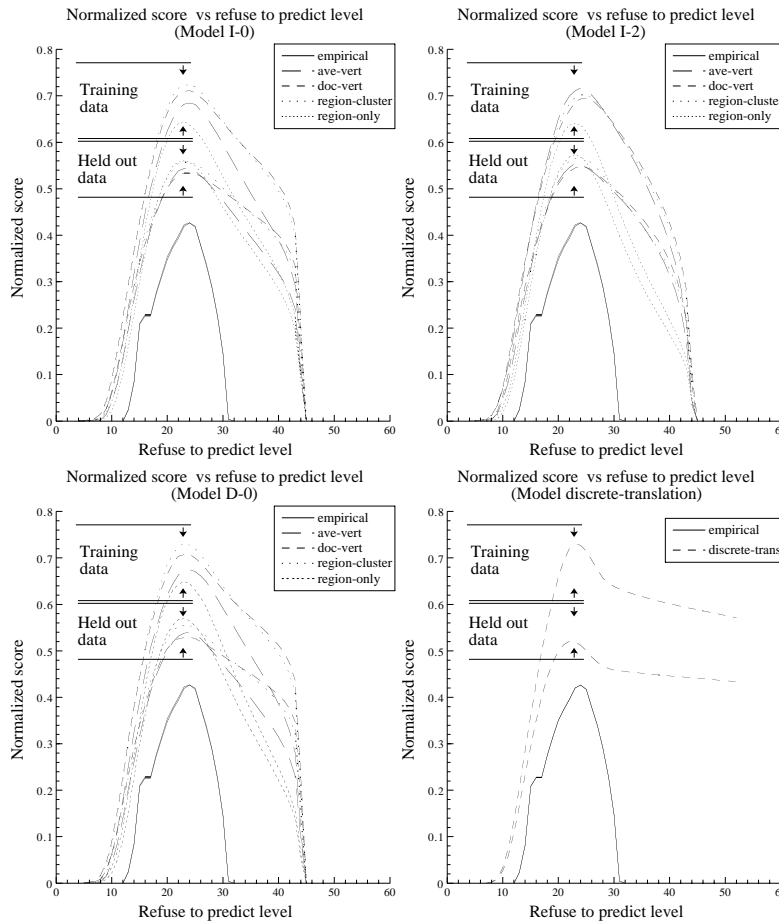 Normalized score  vs refuse to predict level
(Model I-0)
0.8
0.7
0.6
0.5
0.4
0.3
0.2
0.1
0
Normalized score
Training
data
Held out
data
empirical
ave-vert
doc-vert
region-cluster
region-only
0 10 20 30 40 50 60
Refuse to predict level
Normalized score  vs refuse to predict level
(Model I-2)
0.8
0.7
0.6
0.5
0.4
0.3
0.2
0.1
0
Normalized score
Training
data
Held out
data
empirical
ave-vert
doc-vert
region-cluster
region-only
0 10 20 30 40 50 60
Refuse to predict level
Normalized score  vs refuse to predict level
(Model D-0)
0.8
0.7
0.6
0.5
0.4
0.3
0.2
0.1
0
Normalized score
Training
data
Held out
data
empirical
ave-vert
doc-vert
region-cluster
region-only
0 10 20 30 40 50 60
Refuse to predict level
Normalized score  vs refuse to predict level
(Model discrete-translation)
0.8
0.7
0.6
0.5
0.4
0.3
0.2
0.1
0
Normalized score
Training
data
Held out
data
empirical
discrete-trans
0 10 20 30 40 50 60
Refuse to predict level